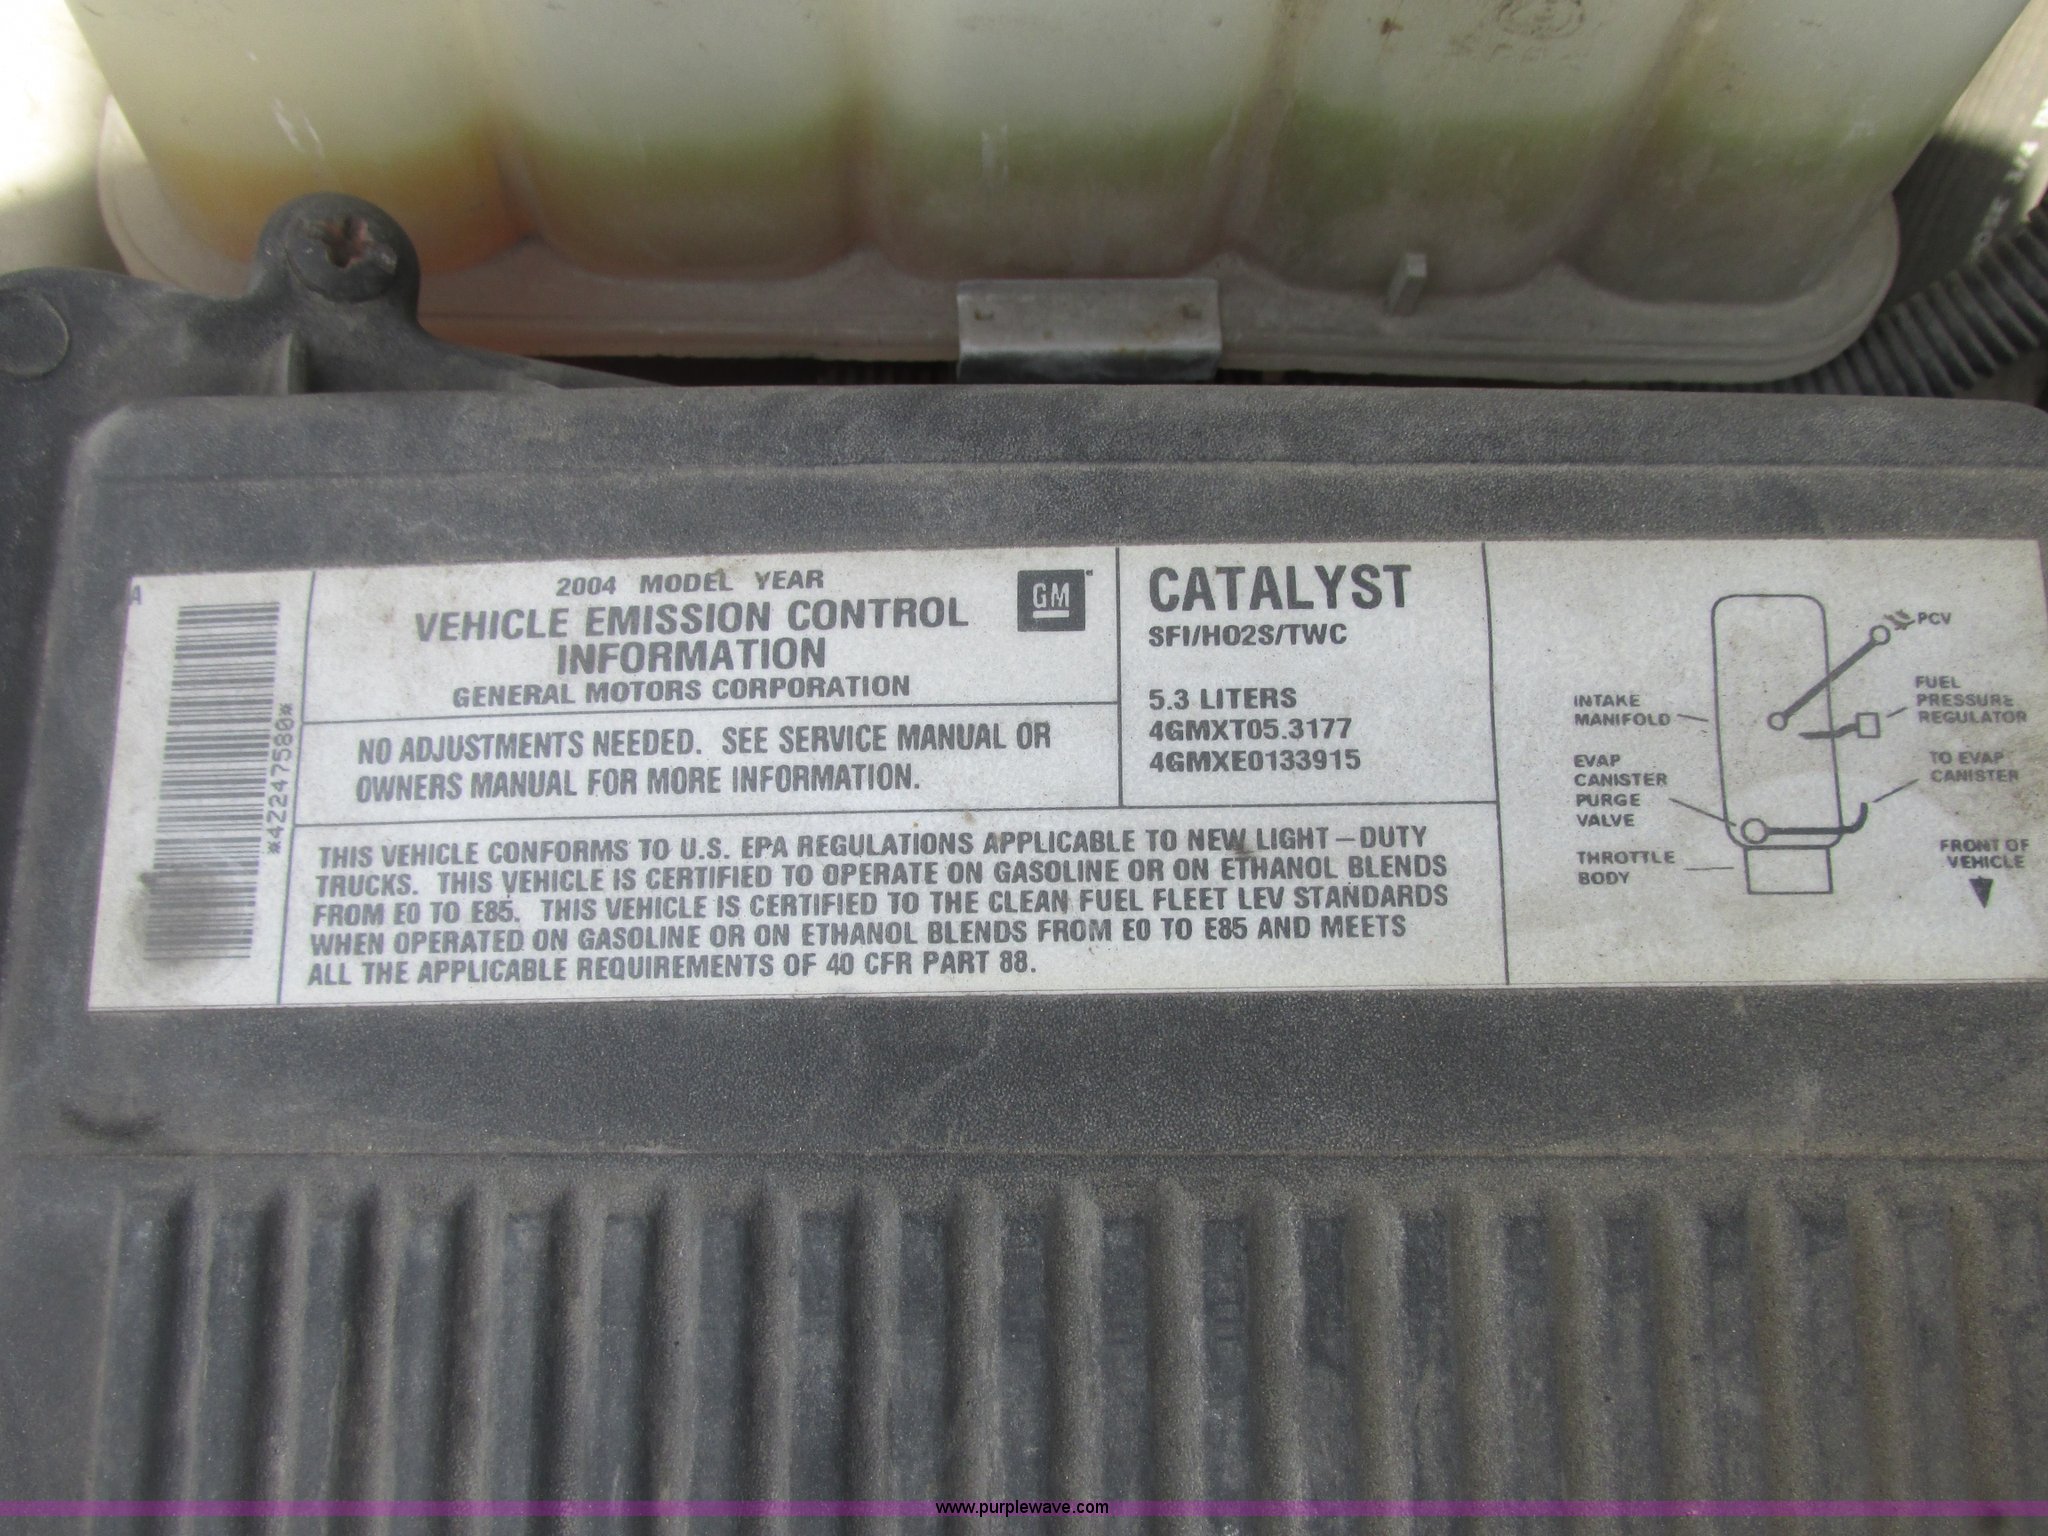 A
*42247580*
2004 MODEL YEAR
VEHICLE EMISSION CONTROL
INFORMATION
GENERAL MOTORS CORPORATION
GM
NO ADJUSTMENTS NEEDED. SEE SERVICE MANUAL OR
OWNERS MANUAL FOR MORE INFORMATION.
CATALYST
SFI/HO2S/TWC
5.3 LITERS
4GMXT05.3177
4GMXE0133915
THIS VEHICLE CONFORMS TO U.S. EPA REGULATIONS APPLICABLE TO NEW LIGHT-DUTY
TRUCKS. THIS VEHICLE IS CERTIFIED TO OPERATE ON GASOLINE OR ON ETHANOL BLENDS
FROM E0 TO E85. THIS VEHICLE IS CERTIFIED TO THE CLEAN FUEL FLEET LEV STANDARDS
WHEN OPERATED ON GASOLINE OR ON ETHANOL BLENDS FROM E0 TO E85 AND MEETS
ALL THE APPLICABLE REQUIREMENTS OF 40 CFR PART 88.
PCV
INTAKE
MANIFOLD
FUEL
PRESSURE
REGULATOR
EVAP
CANISTER
PURGE
VALVE
TO EVAP
CANISTER
THROTTLE
BODY
FRONT OF
VEHICLE
www.purplewave.com